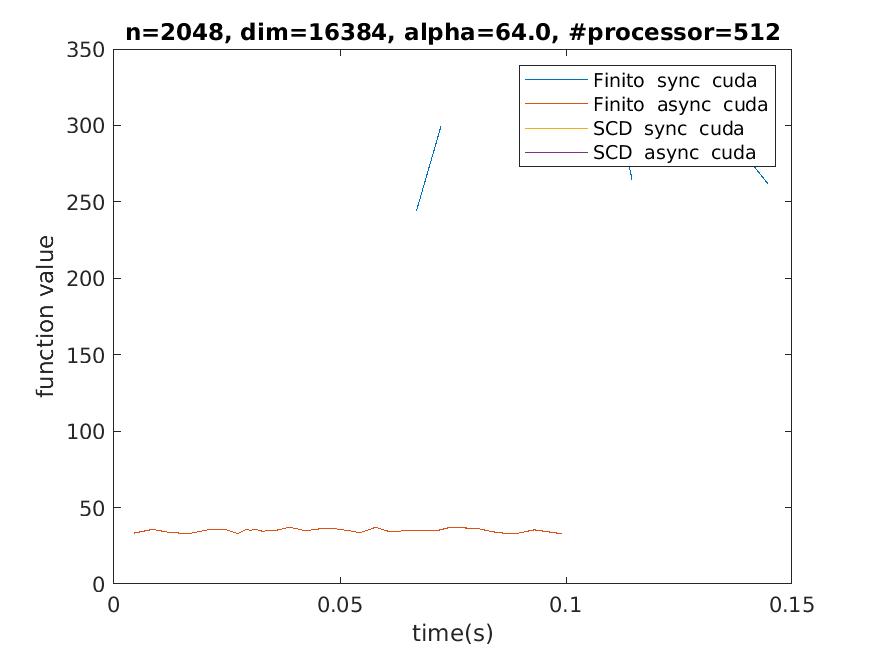 n=2048, dim=16384, alpha=64.0, #processor=512
350
300
250
200
150
100
50
0
function value
Finito sync cuda
Finito async cuda
SCD sync cuda
SCD async cuda
0 0.05 0.1 0.15
time(s)